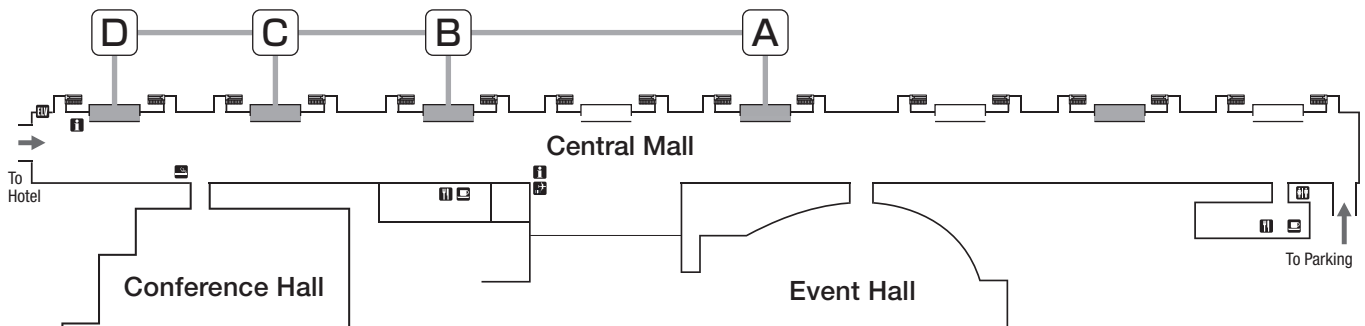 D C B A
Central Mall
To
Hotel
To Parking
Conference Hall
Event Hall